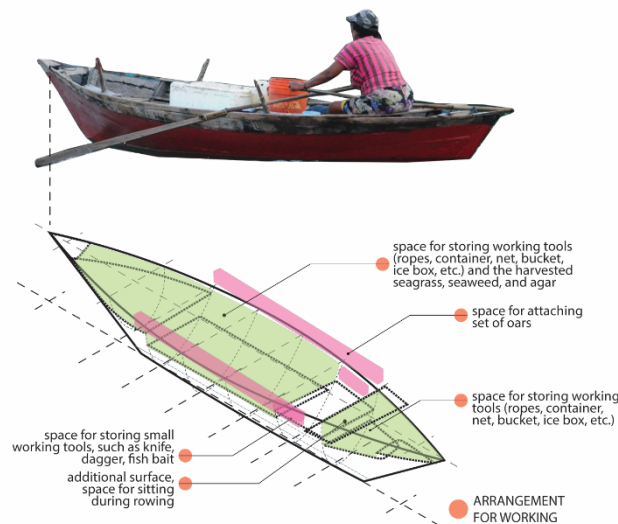 space for storing working tools
(ropes, container, net, bucket,
ice box, etc.) and the harvested
seagrass, seaweed, and agar
space for attaching
set of oars
space for storing working
tools (ropes, container,
net, bucket, ice box, etc.)
space for storing small
working tools, such as knife,
dagger, fish bait
additional surface,
space for sitting
during rowing
ARRANGEMENT
FOR WORKING